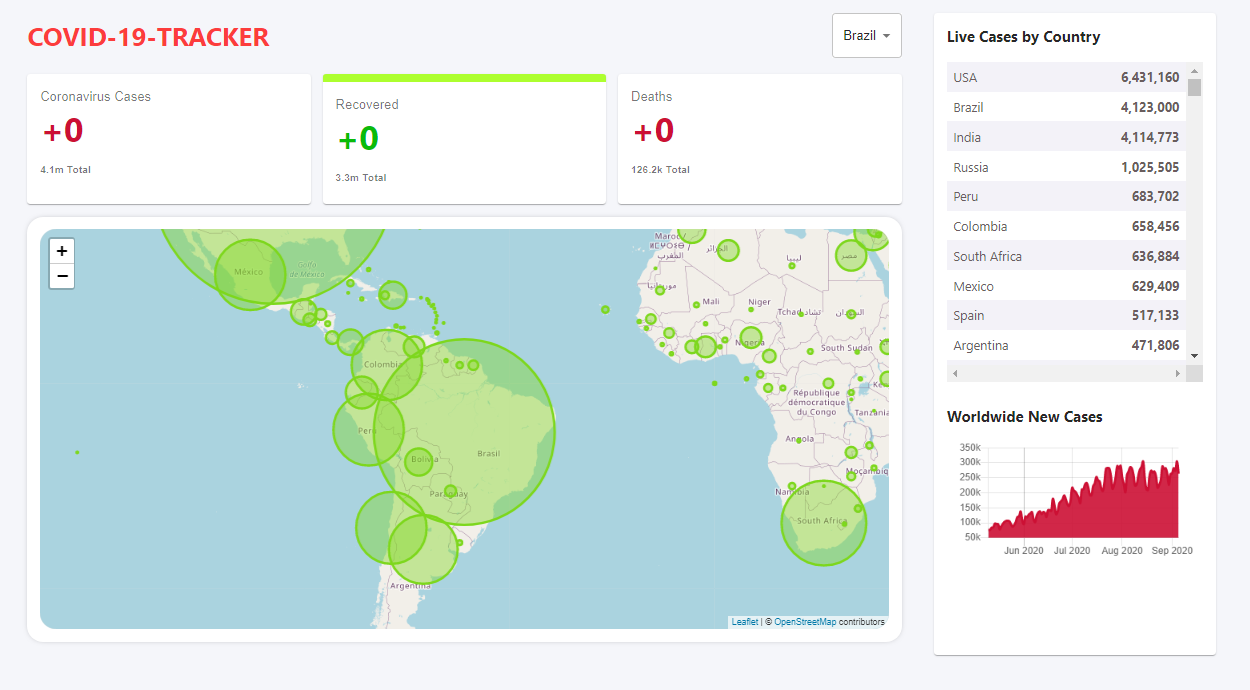 COVID-19-TRACKER
Brazil
Coronavirus Cases
+0
4.1m Total
Recovered
+0
3.3m Total
Deaths
+0
126.2k Total
+
−
México
Golfo
de México
Colombia
Perú
Brasil
Bolivia
Paraguay
Argentina
Maroc
ⵍⵎⵖⵔⵉⴱ /
المغرب
الجزائر
ليبيا
مصر
موريتانيا
Mali
Niger
Tchad تشاد
السودان
Nigeria
South Sudan
République
démocratique
du Congo
Ken
Tanzania
Angola
Moçambiq
Namibia
South Africa
Leaflet | © OpenStreetMap contributors
Live Cases by Country
USA 6,431,160
Brazil 4,123,000
India 4,114,773
Russia 1,025,505
Peru 683,702
Colombia 658,456
South Africa 636,884
Mexico 629,409
Spain 517,133
Argentina 471,806
Worldwide New Cases
350k
300k
250k
200k
150k
100k
50k
Jun 2020 Jul 2020 Aug 2020 Sep 2020